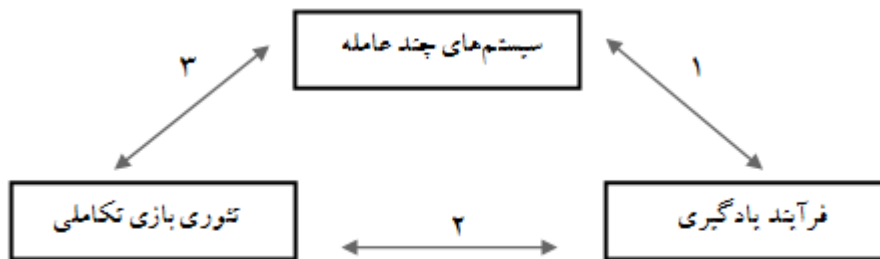 سیستم‌های چند عامله
۳
۱
تئوری بازی تکاملی
۲
فرآیند یادگیری